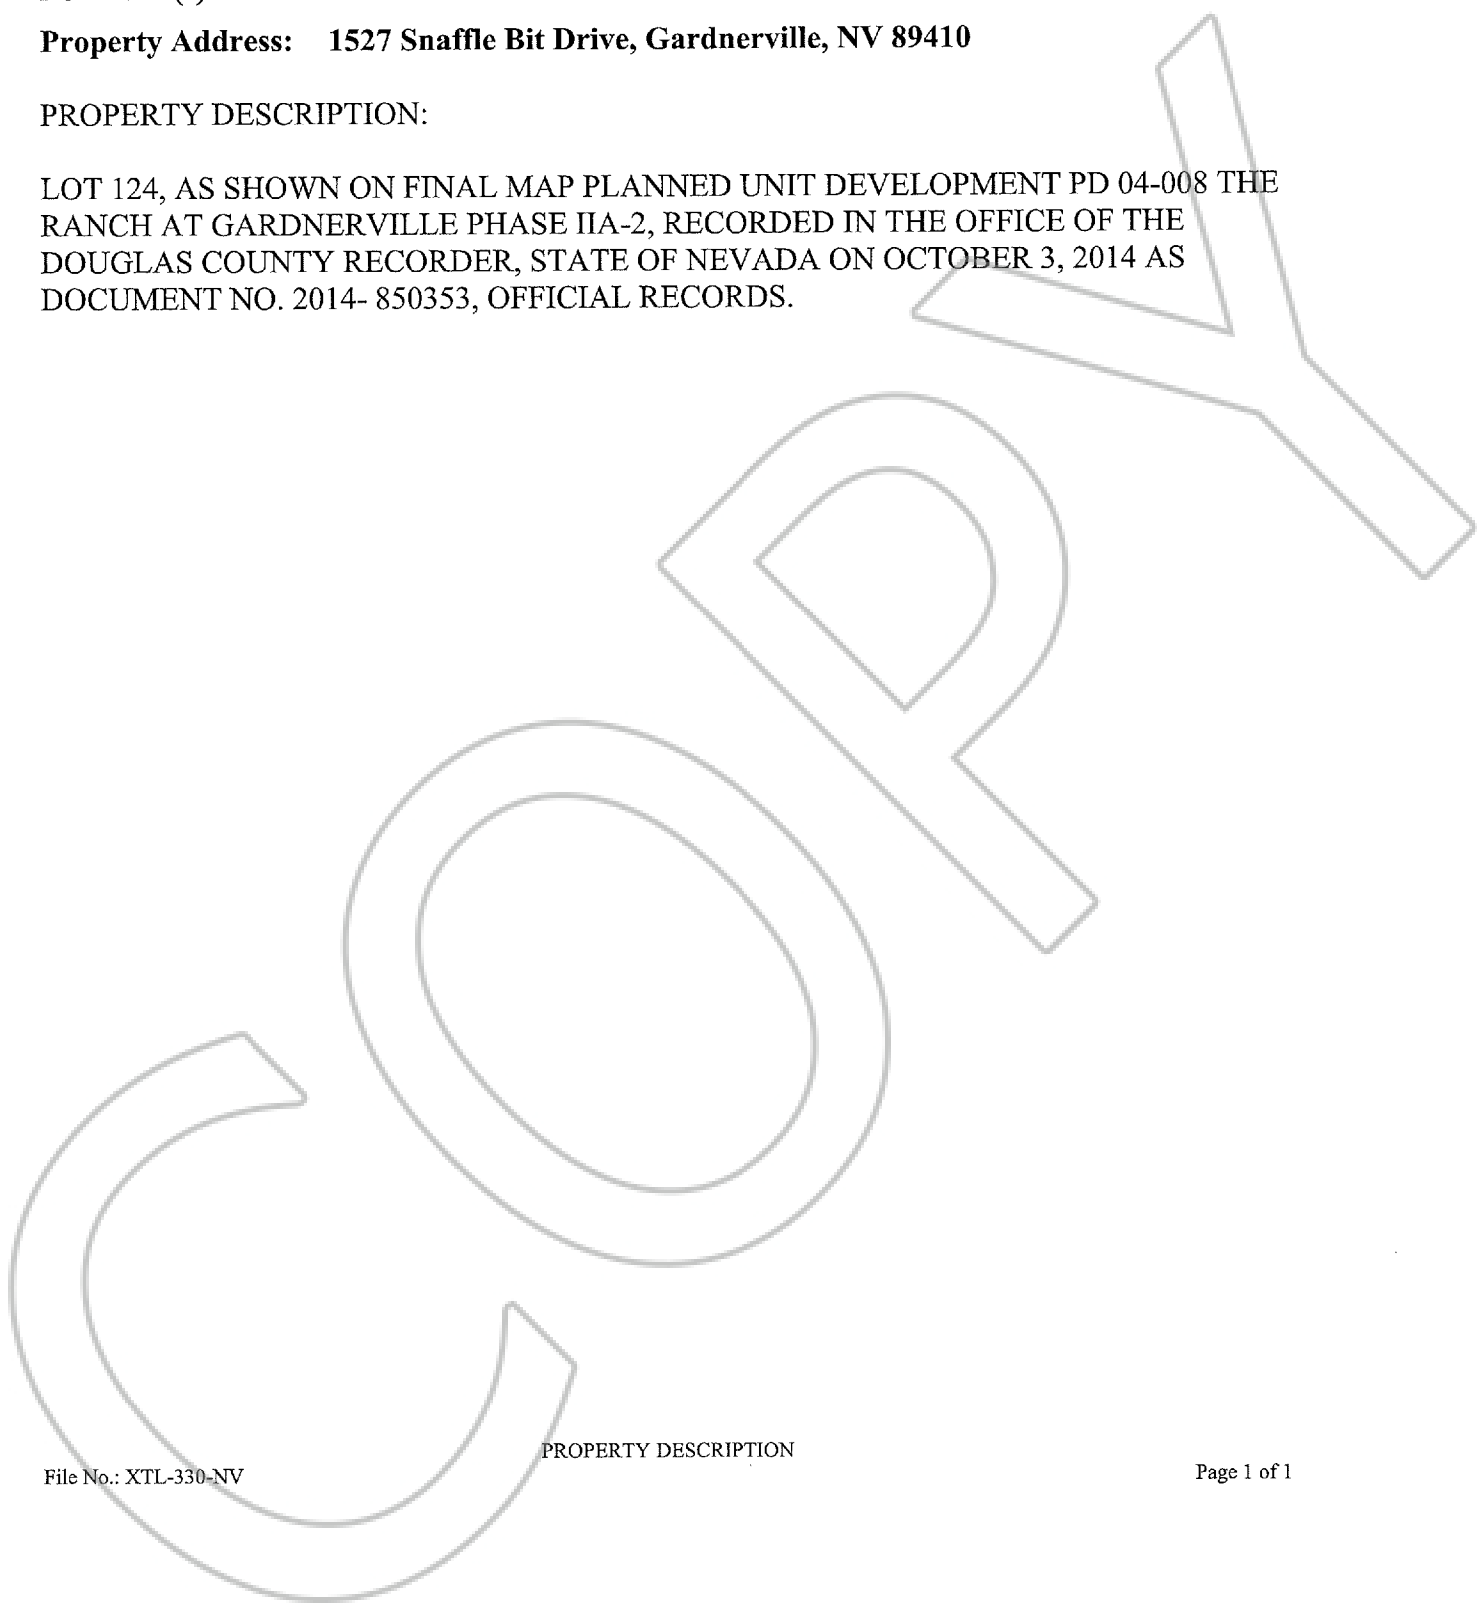 Property Address: 1527 Snaffle Bit Drive, Gardnerville, NV 89410
PROPERTY DESCRIPTION:
LOT 124, AS SHOWN ON FINAL MAP PLANNED UNIT DEVELOPMENT PD 04-008 THE
RANCH AT GARDNERVILLE PHASE IIA-2, RECORDED IN THE OFFICE OF THE
DOUGLAS COUNTY RECORDER, STATE OF NEVADA ON OCTOBER 3, 2014 AS
DOCUMENT NO. 2014- 850353, OFFICIAL RECORDS.
COPY
PROPERTY DESCRIPTION
File No.: XTL-330-NV
Page 1 of 1